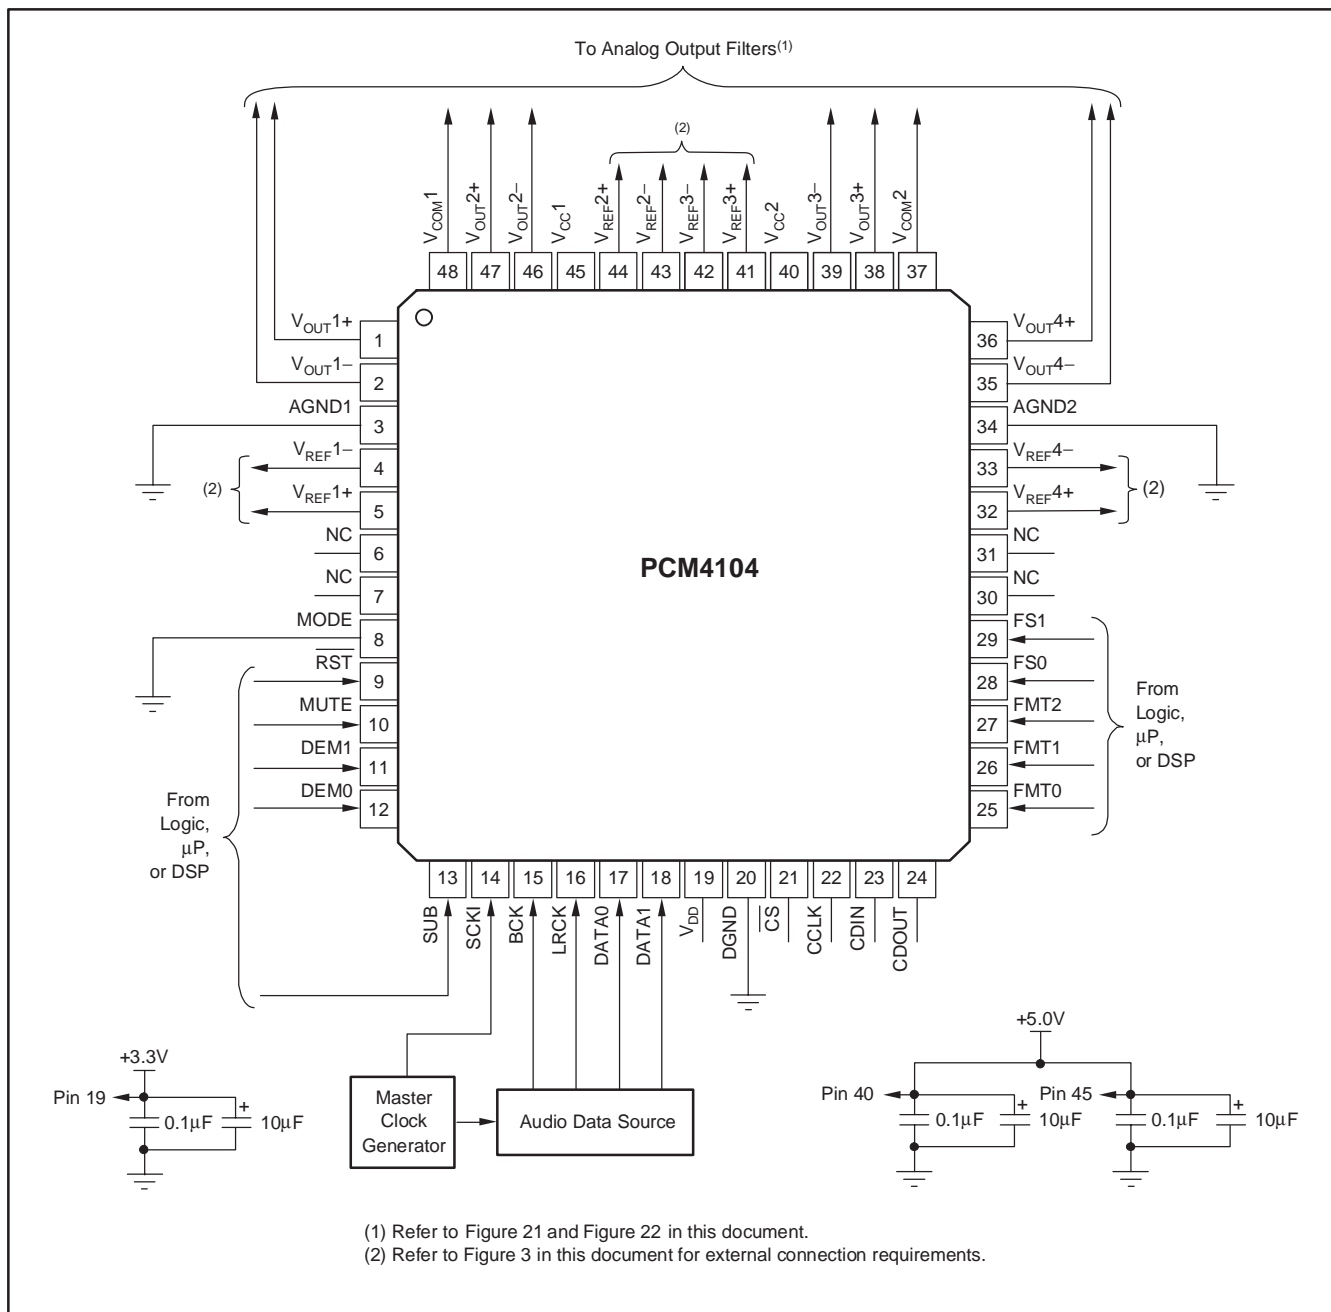 To Analog Output Filters(1)
(2)
VCOM1
VOUT2+
VOUT2−
VCC1
VREF2+
VREF2−
VREF3−
VREF3+
VCC2
VOUT3−
VOUT3+
VCOM2
48 47 46 45 44 43 42 41 40 39 38 37
VOUT1+ 1
VOUT1− 2
AGND1 3
VREF1− 4
VREF1+ 5
(2)
NC 6
NC 7
MODE 8
RST 9
MUTE 10
DEM1 11
DEM0 12
From
Logic,
μP,
or DSP
PCM4104
36 VOUT4+
35 VOUT4−
34 AGND2
33 VREF4−
32 VREF4+
(2)
31 NC
30 NC
29 FS1
28 FS0
27 FMT2
26 FMT1
25 FMT0
From
Logic,
μP,
or DSP
13 14 15 16 17 18 19 20 21 22 23 24
SUB
SCKI
BCK
LRCK
DATA0
DATA1
VDD
DGND
CS
CCLK
CDIN
CDOUT
+3.3V
Pin 19
0.1μF
+
10μF
Master
Clock
Generator
Audio Data Source
+5.0V
Pin 40
0.1μF
+
10μF
Pin 45
0.1μF
+
10μF
(1) Refer to Figure 21 and Figure 22 in this document.
(2) Refer to Figure 3 in this document for external connection requirements.